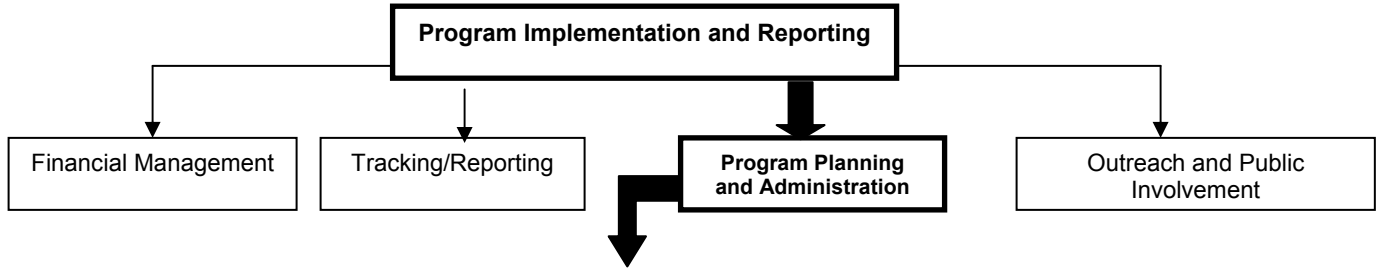 Program Implementation and Reporting
Financial Management
Tracking/Reporting
Program Planning
and Administration
Outreach and Public
Involvement